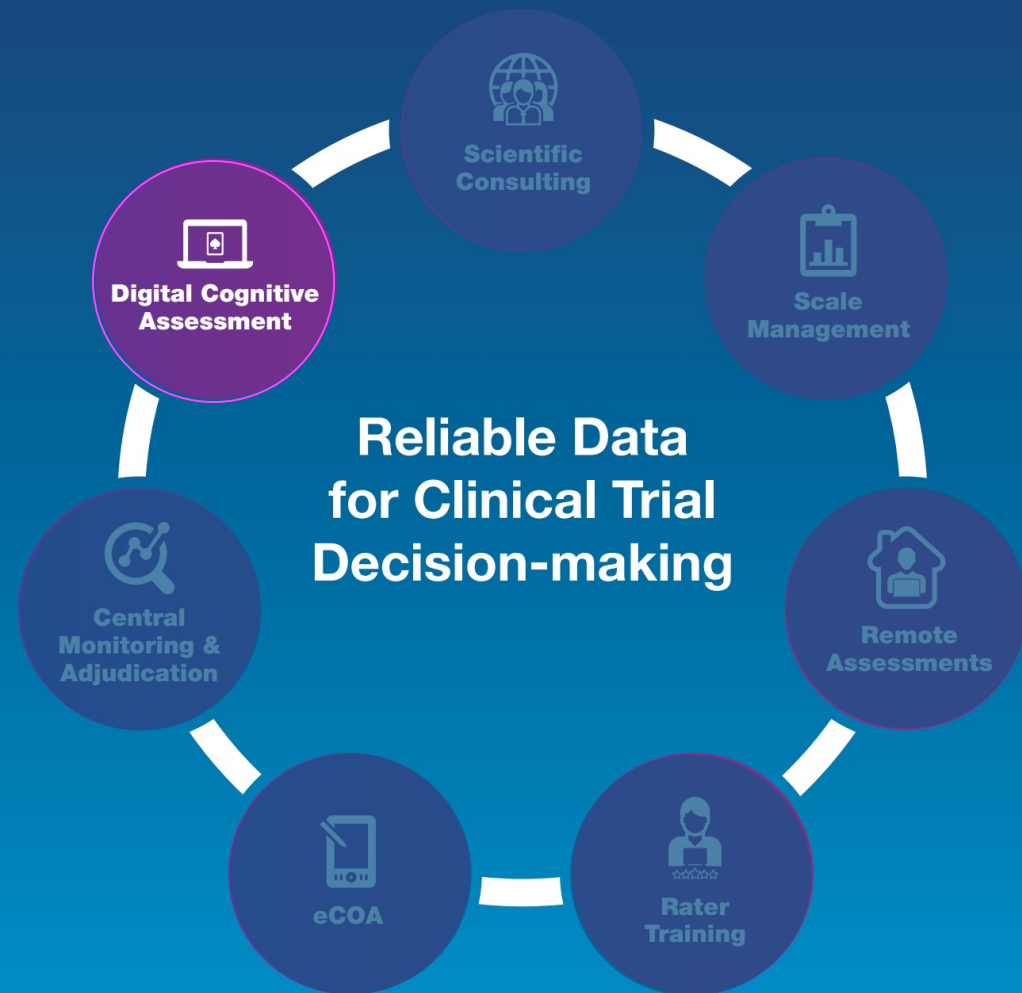 Scientific
Consulting
Digital Cognitive
Assessment
Scale
Management
Reliable Data
for Clinical Trial
Decision-making
Central
Monitoring &
Adjudication
Remote
Assessments
eCOA
Rater
Training